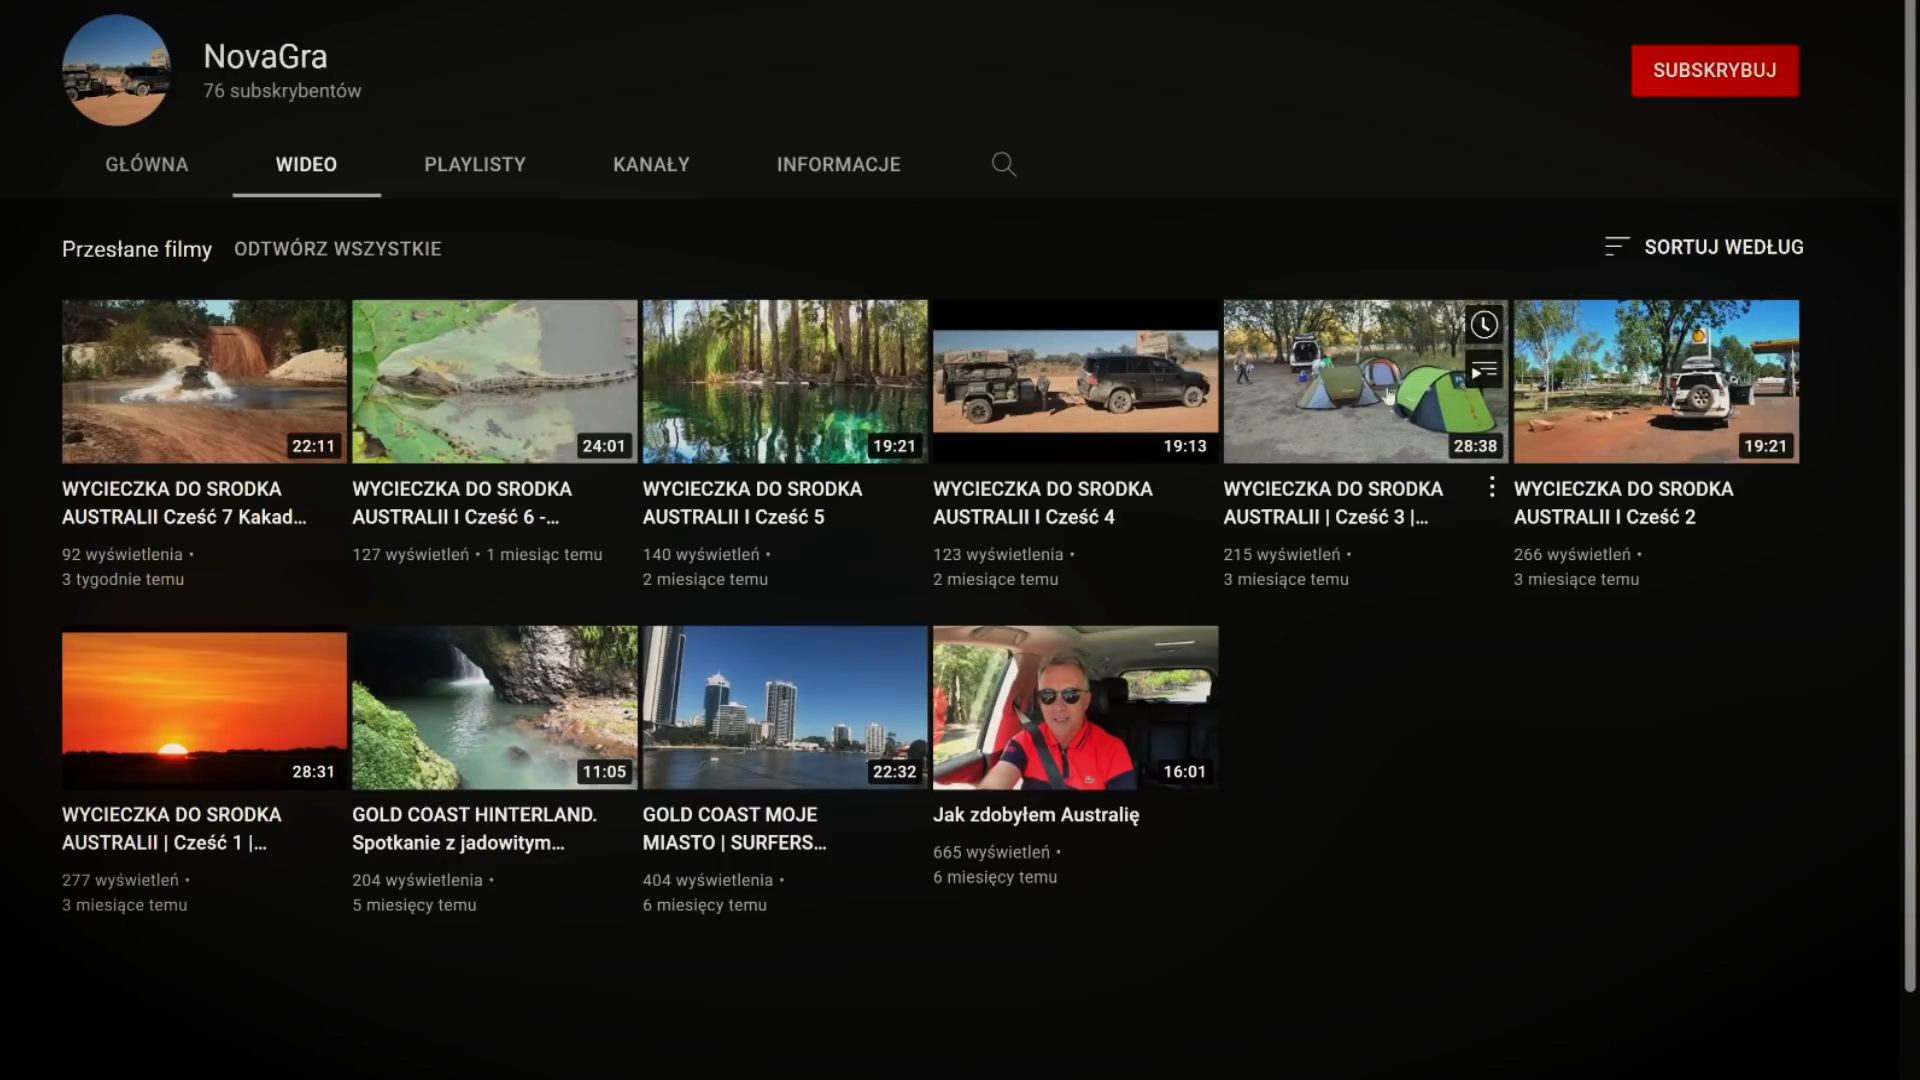 NovaGra
76 subskrybentów
SUBSKRYBUJ
GŁÓWNA
WIDEO
PLAYLISTY
KANAŁY
INFORMACJE
Przesłane filmy
ODTWÓRZ WSZYSTKIE
SORTUJ WEDŁUG
22:11
24:01
19:21
19:13
28:38
19:21
WYCIECZKA DO SRODKA
AUSTRALII Cześć 7 Kakad...
92 wyświetlenia •
3 tygodnie temu
WYCIECZKA DO SRODKA
AUSTRALII I Cześć 6 -...
127 wyświetleń • 1 miesiąc temu
WYCIECZKA DO SRODKA
AUSTRALII I Cześć 5
140 wyświetleń •
2 miesiące temu
WYCIECZKA DO SRODKA
AUSTRALII I Cześć 4
123 wyświetlenia •
2 miesiące temu
WYCIECZKA DO SRODKA
AUSTRALII | Cześć 3 |...
215 wyświetleń •
3 miesiące temu
WYCIECZKA DO SRODKA
AUSTRALII I Cześć 2
266 wyświetleń •
3 miesiące temu
28:31
11:05
22:32
16:01
WYCIECZKA DO SRODKA
AUSTRALII | Cześć 1 |...
277 wyświetleń •
3 miesiące temu
GOLD COAST HINTERLAND.
Spotkanie z jadowitym...
204 wyświetlenia •
5 miesięcy temu
GOLD COAST MOJE
MIASTO | SURFERS...
404 wyświetlenia •
6 miesięcy temu
Jak zdobyłem Australię
665 wyświetleń •
6 miesięcy temu